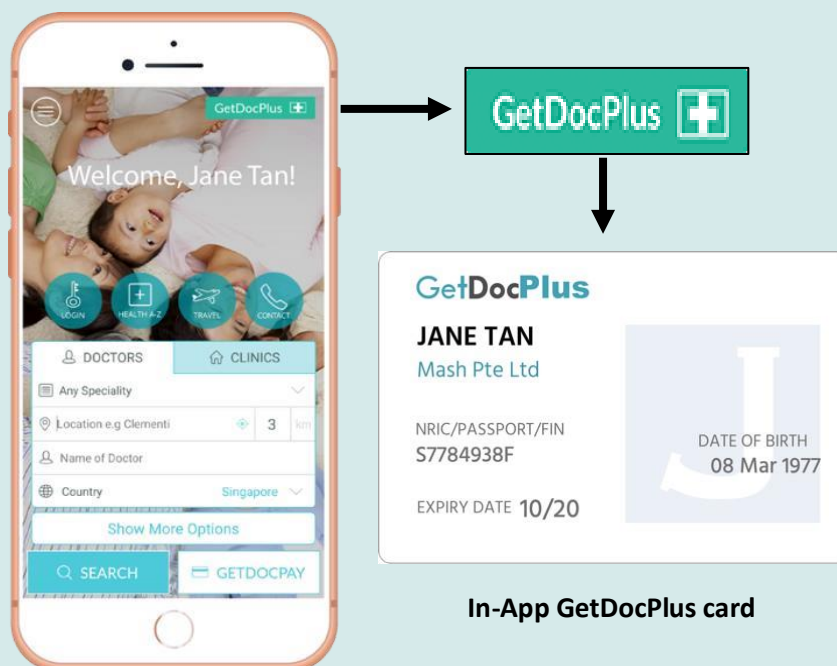 GetDocPlus
Welcome, Jane Tan!
LOGIN
HEALTH A-Z
TRAVEL
CONTACT
DOCTORS
CLINICS
Any Speciality
Location e.g Clementi
3
km
Name of Doctor
Country
Singapore
Show More Options
SEARCH
GETDOCPAY
GetDocPlus
GetDocPlus
JANE TAN
Mash Pte Ltd
NRIC/PASSPORT/FIN
S7784938F
EXPIRY DATE 10/20
J
DATE OF BIRTH
08 Mar 1977
In-App GetDocPlus card